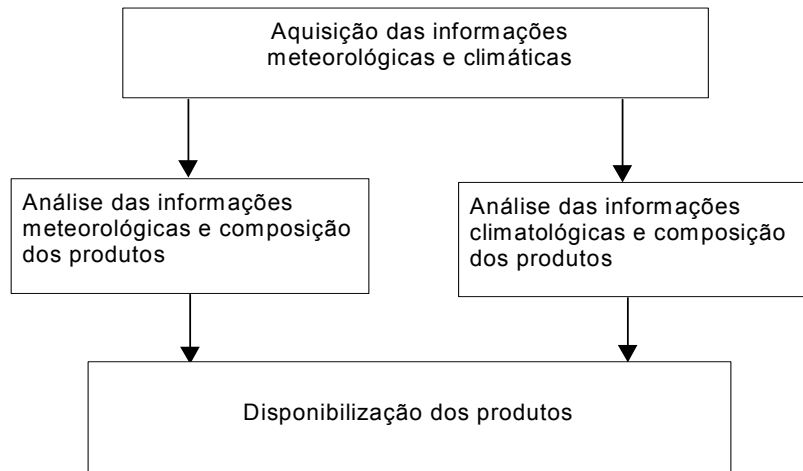 Aquisição das informações
meteorológicas e climáticas
Análise das informações
meteorológicas e composição
dos produtos
Análise das informações
climatológicas e composição
dos produtos
Disponibilização dos produtos